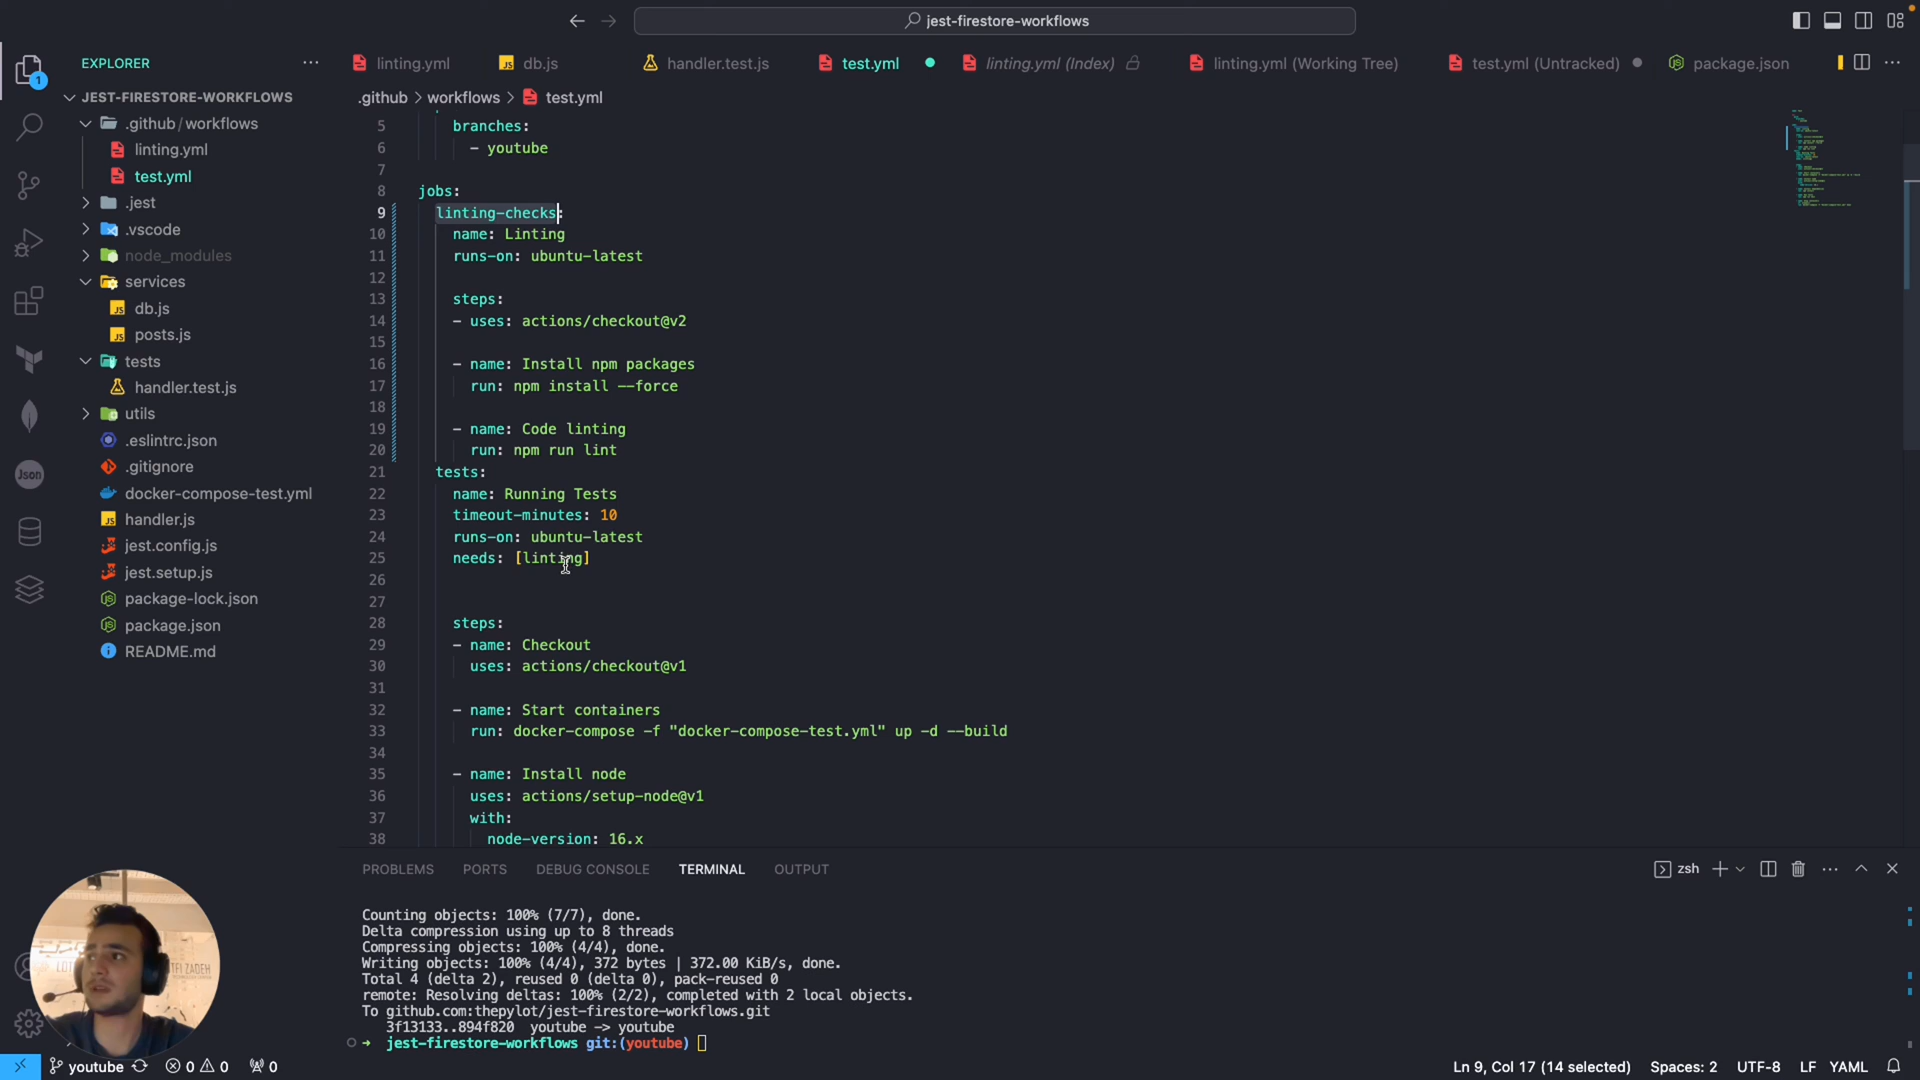 jest-firestore-workflows
EXPLORER
linting.yml
db.js
handler.test.js
test.yml
linting.yml (Index)
linting.yml (Working Tree)
test.yml (Untracked)
package.json
JEST-FIRESTORE-WORKFLOWS
.github > workflows > test.yml
.github/workflows
linting.yml
test.yml
.jest
.vscode
node_modules
services
db.js
posts.js
tests
handler.test.js
utils
.eslintrc.json
.gitignore
docker-compose-test.yml
handler.js
jest.config.js
jest.setup.js
package-lock.json
package.json
README.md
1
Json
5 branches:
6 - youtube
7
8 jobs:
9 linting-checks:
10 name: Linting
11 runs-on: ubuntu-latest
12
13 steps:
14 - uses: actions/checkout@v2
15
16 - name: Install npm packages
17 run: npm install --force
18
19 - name: Code linting
20 run: npm run lint
21 tests:
22 name: Running Tests
23 timeout-minutes: 10
24 runs-on: ubuntu-latest
25 needs: [linting]
26
27
28 steps:
29 - name: Checkout
30 uses: actions/checkout@v1
31
32 - name: Start containers
33 run: docker-compose -f "docker-compose-test.yml" up -d --build
34
35 - name: Install node
36 uses: actions/setup-node@v1
37 with:
38 node-version: 16.x
PROBLEMS PORTS DEBUG CONSOLE TERMINAL OUTPUT
zsh
Counting objects: 100% (7/7), done.
Delta compression using up to 8 threads
Compressing objects: 100% (4/4), done.
Writing objects: 100% (4/4), 372 bytes | 372.00 KiB/s, done.
Total 4 (delta 2), reused 0 (delta 0), pack-reused 0
remote: Resolving deltas: 100% (2/2), completed with 2 local objects.
To github.com:thepylot/jest-firestore-workflows.git
3f13133..894f820 youtube -> youtube
➜ jest-firestore-workflows git:(youtube)
youtube 0 0 0
Ln 9, Col 17 (14 selected) Spaces: 2 UTF-8 LF YAML